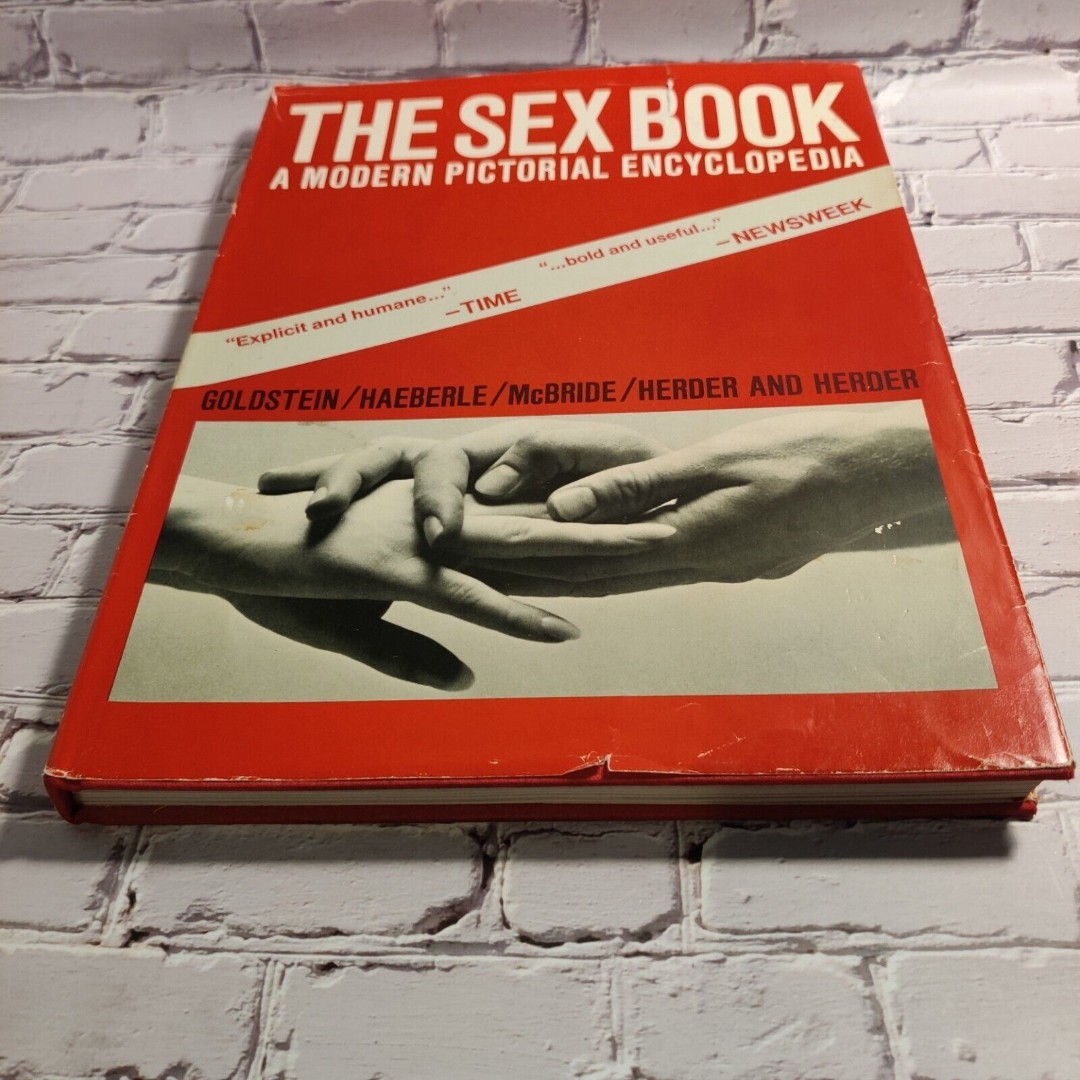 THE SEX BOOK
A MODERN PICTORIAL ENCYCLOPEDIA
"Explicit and humane..."
—TIME
"...bold and useful..."
—NEWSWEEK
GOLDSTEIN/HAEBERLE/McBRIDE/HERDER AND HERDER